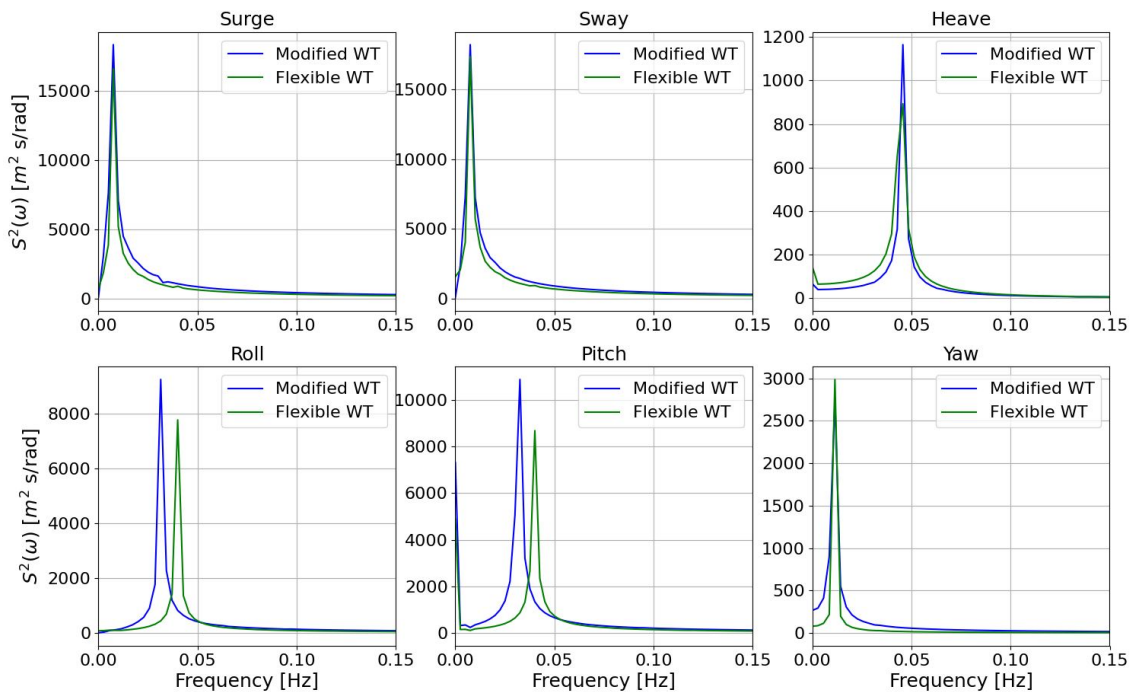 Surge
Sway
Heave
Modified WT
Flexible WT
Modified WT
Flexible WT
Modified WT
Flexible WT
S²(ω) [m² s/rad]
15000
10000
5000
0
15000
10000
5000
0
1200
1000
800
600
400
200
0
0.00 0.05 0.10 0.15
0.00 0.05 0.10 0.15
0.00 0.05 0.10 0.15
Roll
Pitch
Yaw
Modified WT
Flexible WT
Modified WT
Flexible WT
Modified WT
Flexible WT
S²(ω) [m² s/rad]
8000
6000
4000
2000
0
10000
8000
6000
4000
2000
0
3000
2500
2000
1500
1000
500
0
0.00 0.05 0.10 0.15
0.00 0.05 0.10 0.15
0.00 0.05 0.10 0.15
Frequency [Hz]
Frequency [Hz]
Frequency [Hz]